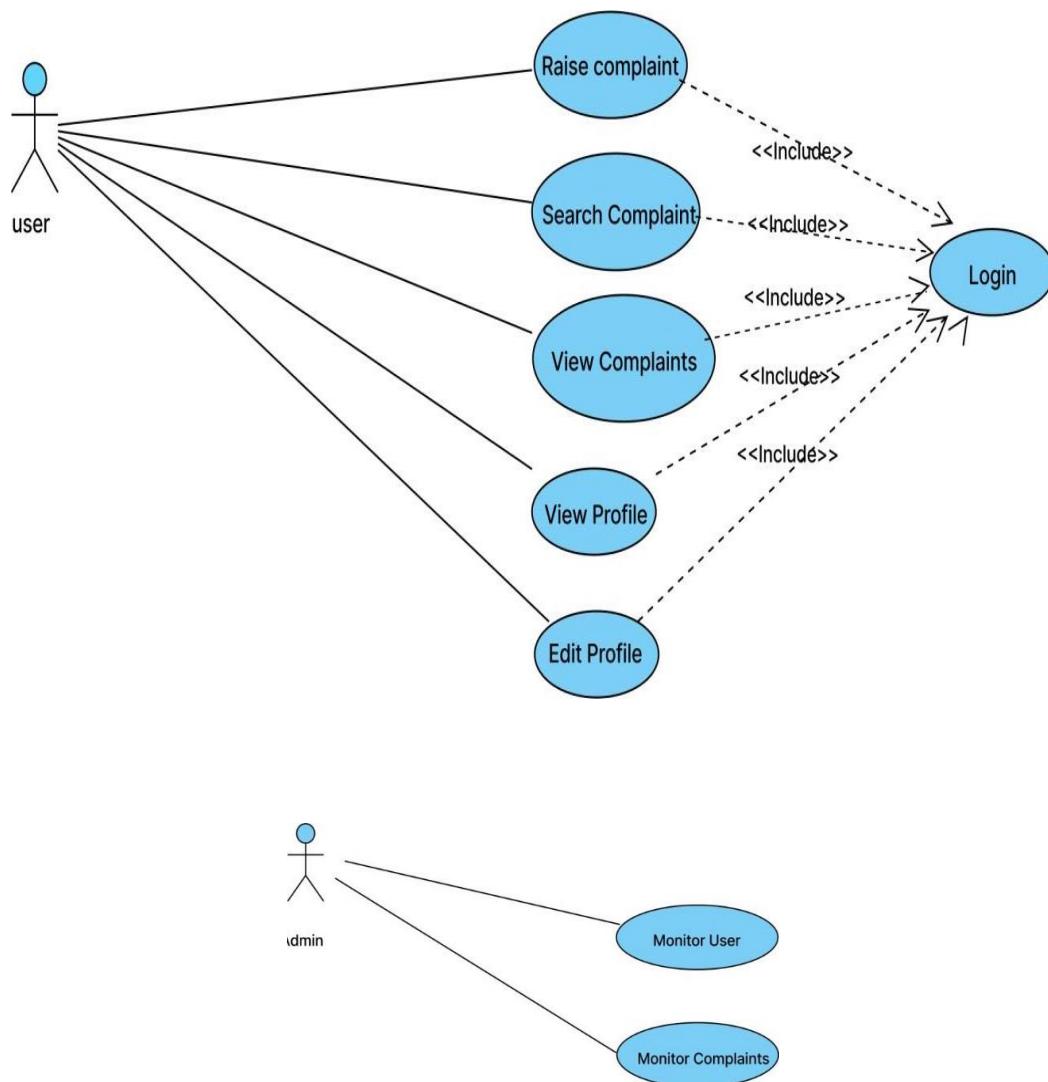 Raise complaint
<<Include>>
user
Search Complaint
<<Include>>
Login
<<Include>>
View Complaints
<<Include>>
<<Include>>
View Profile
Edit Profile
Admin
Monitor User
Monitor Complaints